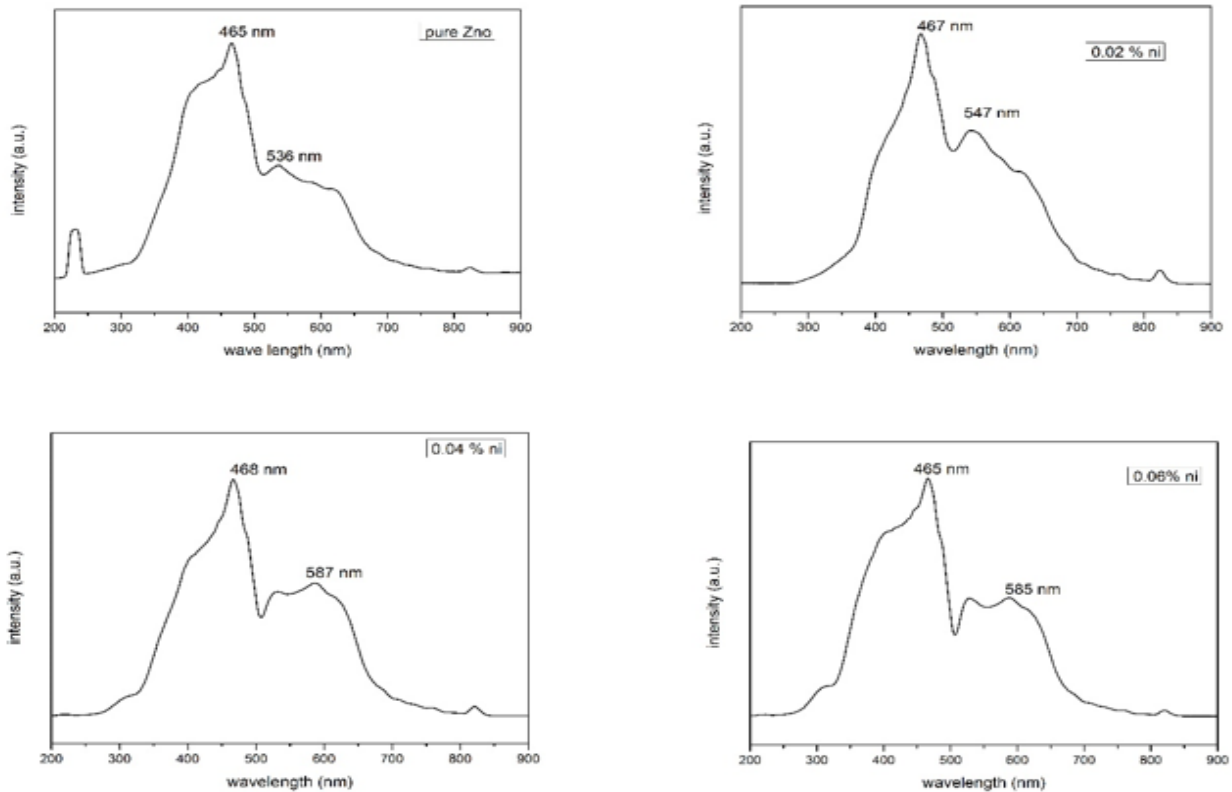 465 nm
pure Zno
536 nm
intensity (a.u.)
200 300 400 500 600 700 800 900
wave length (nm)
467 nm
0.02 % ni
547 nm
intensity (a.u.)
200 300 400 500 600 700 800 900
wavelength (nm)
0.04 % ni
468 nm
587 nm
intensity (a.u.)
200 300 400 500 600 700 800 900
wavelength (nm)
465 nm
0.06% ni
585 nm
intensity (a.u.)
200 300 400 500 600 700 800 900
wavelength (nm)